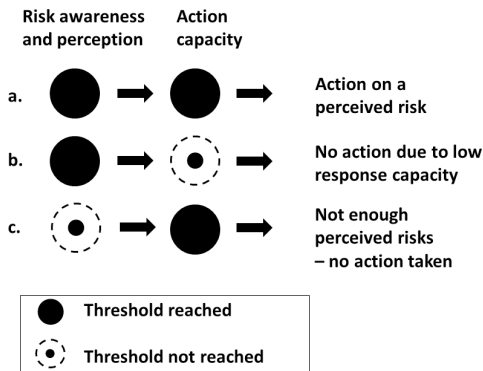 Risk awareness
and perception
Action
capacity
a.
Action on a
perceived risk
b.
No action due to low
response capacity
c.
Not enough
perceived risks
– no action taken
Threshold reached
Threshold not reached